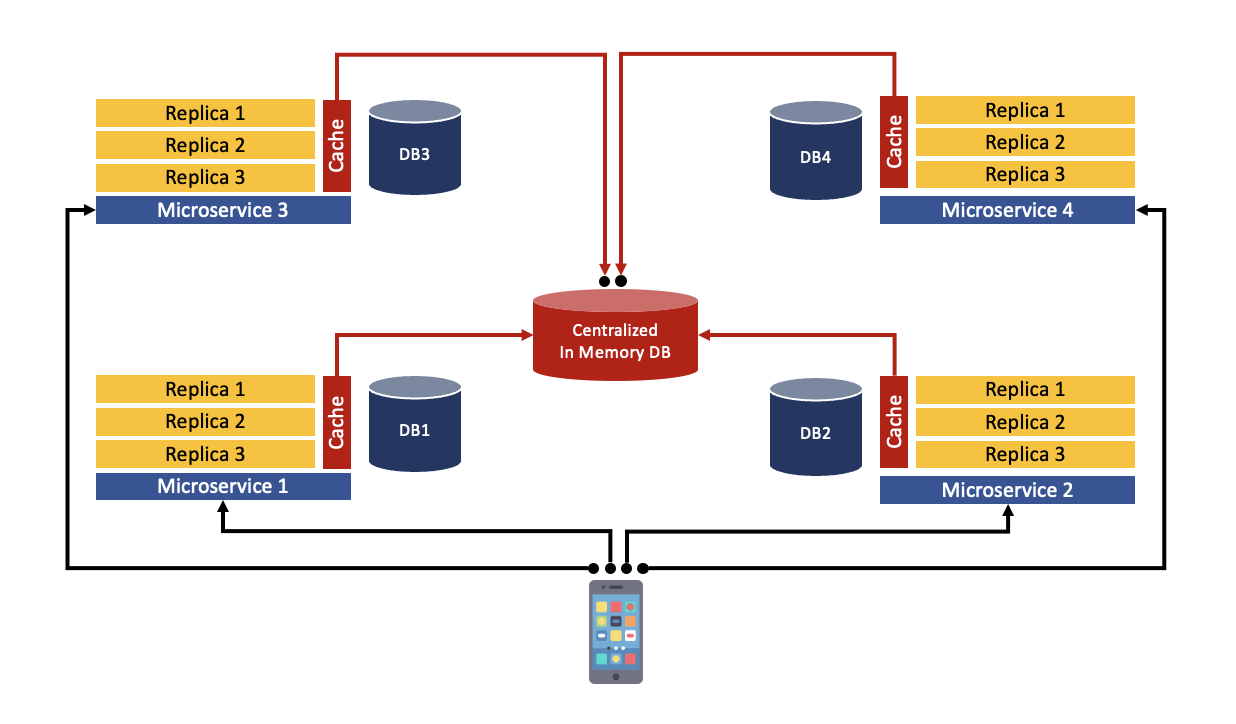 Replica 1
Replica 2
Replica 3
Cache
Microservice 3
DB3
DB4
Cache
Replica 1
Replica 2
Replica 3
Microservice 4
Centralized
In Memory DB
Replica 1
Replica 2
Replica 3
Cache
Microservice 1
DB1
DB2
Cache
Replica 1
Replica 2
Replica 3
Microservice 2